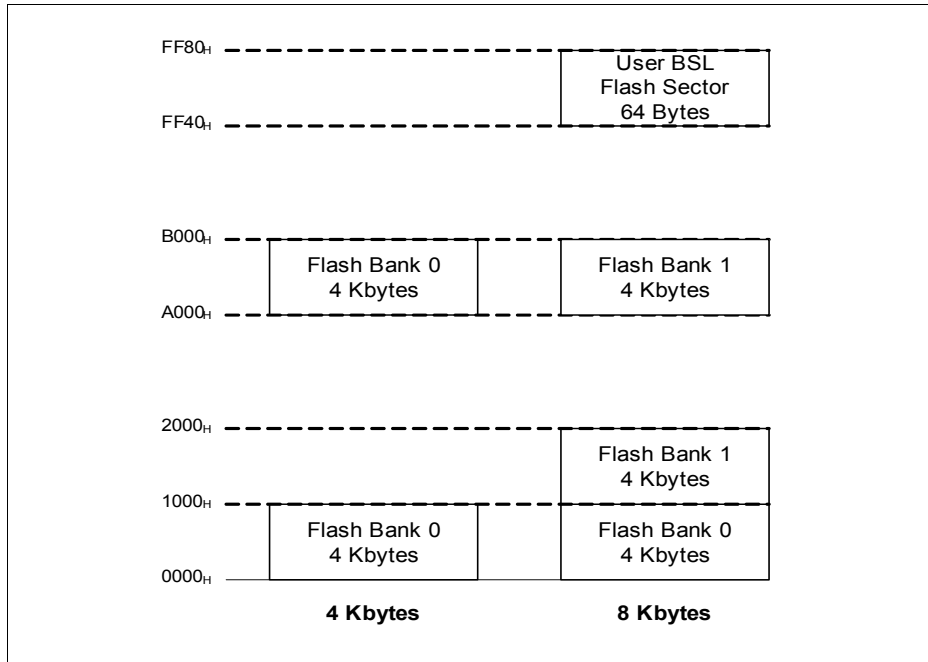 FF80H
User BSL
Flash Sector
64 Bytes
FF40H
B000H
Flash Bank 0
4 Kbytes
Flash Bank 1
4 Kbytes
A000H
2000H
Flash Bank 1
4 Kbytes
1000H
Flash Bank 0
4 Kbytes
Flash Bank 0
4 Kbytes
0000H
4 Kbytes
8 Kbytes